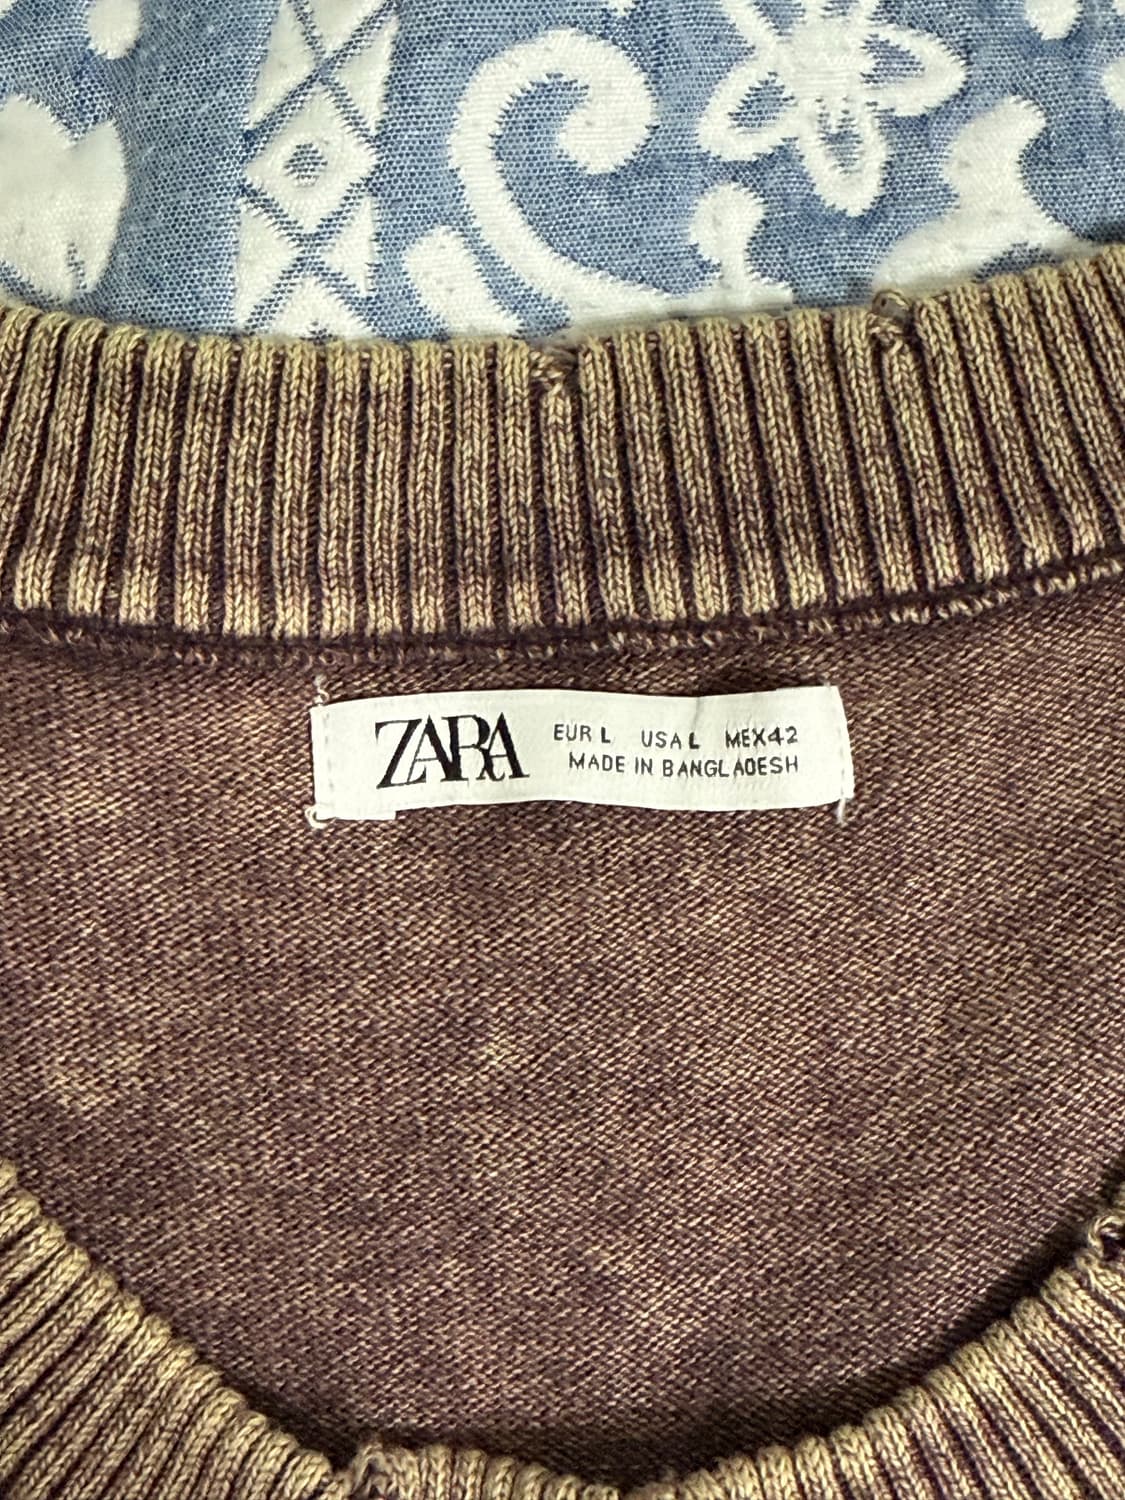 ZARA
EUR L USA L MEX 42
MADE IN BANGLADESH